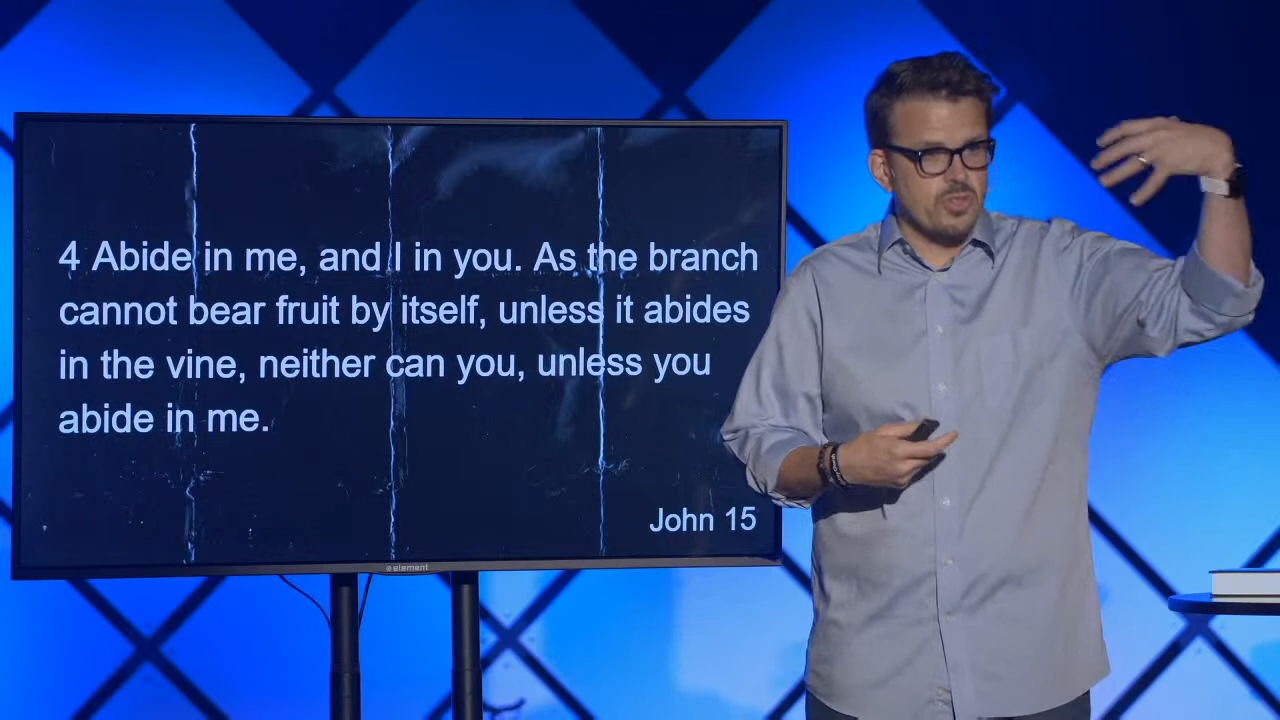 4 Abide in me, and I in you. As the branch
cannot bear fruit by itself, unless it abides
in the vine, neither can you, unless you
abide in me.
John 15
element